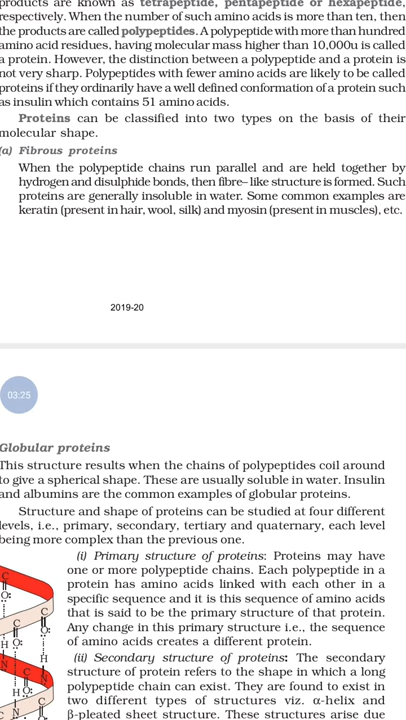 products are known as tetrapeptide, pentapeptide or hexapeptide,
respectively. When the number of such amino acids is more than ten, then
the products are called polypeptides. A polypeptide with more than hundred
amino acid residues, having molecular mass higher than 10,000u is called
a protein. However, the distinction between a polypeptide and a protein is
not very sharp. Polypeptides with fewer amino acids are likely to be called
proteins if they ordinarily have a well defined conformation of a protein such
as insulin which contains 51 amino acids.
Proteins can be classified into two types on the basis of their
molecular shape.
(a) Fibrous proteins
When the polypeptide chains run parallel and are held together by
hydrogen and disulphide bonds, then fibre– like structure is formed. Such
proteins are generally insoluble in water. Some common examples are
keratin (present in hair, wool, silk) and myosin (present in muscles), etc.
2019-20
03:25
Globular proteins
This structure results when the chains of polypeptides coil around
to give a spherical shape. These are usually soluble in water. Insulin
and albumins are the common examples of globular proteins.
Structure and shape of proteins can be studied at four different
levels, i.e., primary, secondary, tertiary and quaternary, each level
being more complex than the previous one.
(i) Primary structure of proteins: Proteins may have
one or more polypeptide chains. Each polypeptide in a
protein has amino acids linked with each other in a
specific sequence and it is this sequence of amino acids
that is said to be the primary structure of that protein.
Any change in this primary structure i.e., the sequence
of amino acids creates a different protein.
(ii) Secondary structure of proteins: The secondary
structure of protein refers to the shape in which a long
polypeptide chain can exist. They are found to exist in
two different types of structures viz. α-helix and
β-pleated sheet structure. These structures arise due
C
O:
C
O:
C
O:
H
N
H
N
C
O:
H
N